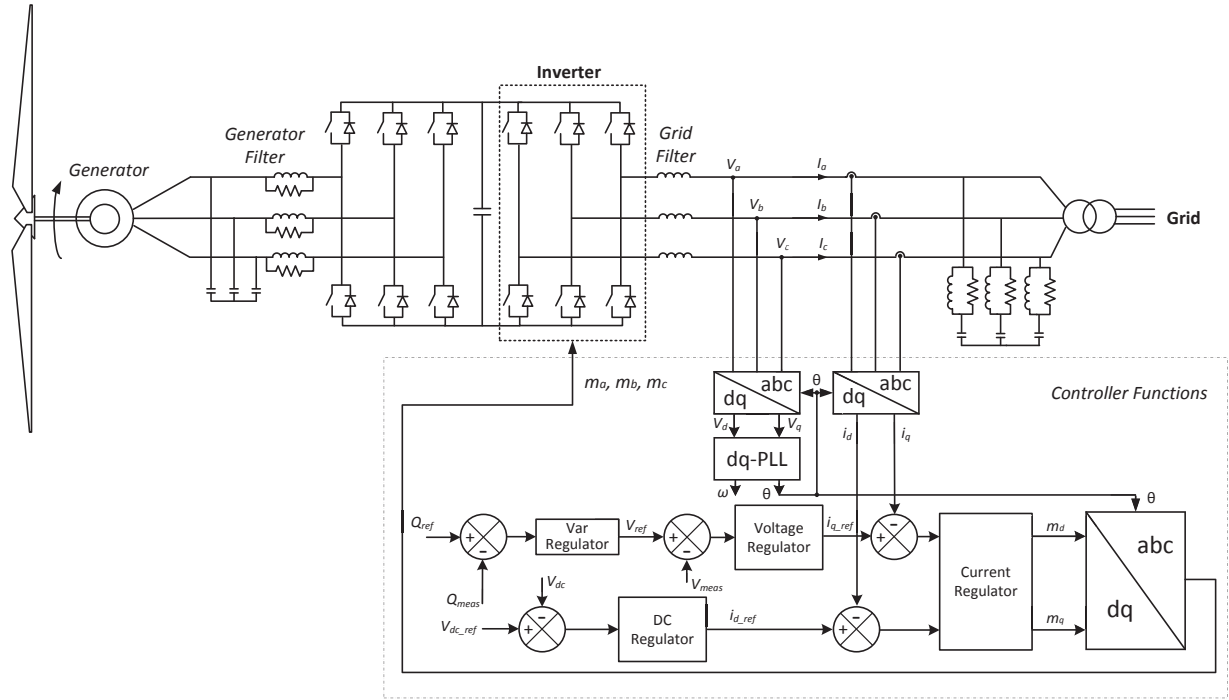 Inverter
Generator
Generator
Filter
Grid
Filter
Va
Ia
Vb
Ib
Vc
Ic
Grid
ma, mb, mc
abc
dq
θ
abc
dq
Controller Functions
Vd
Vq
id
iq
dq-PLL
ω
θ
θ
Qref
+
-
Var
Regulator
Vref
+
-
Voltage
Regulator
iq_ref
+
-
md
abc
dq
Current
Regulator
Vdc
Vmeas
Qmeas
Vdc_ref
+
-
DC
Regulator
id_ref
+
-
mq